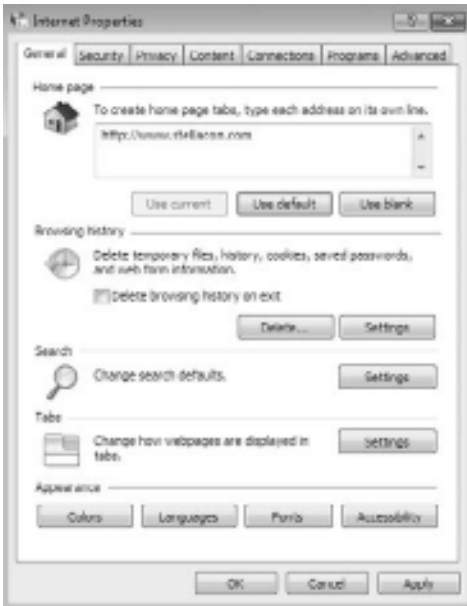 Internet Properties
General Security Privacy Content Connections Programs Advanced
Home page
To create home page tabs, type each address on its own line.
http://www.stellacon.com
Use current Use default Use blank
Browsing history
Delete temporary files, history, cookies, saved passwords,
and web form information.
Delete browsing history on exit
Delete... Settings
Search
Change search defaults.
Settings
Tabs
Change how webpages are displayed in
tabs.
Settings
Appearance
Colors Languages Fonts Accessibility
OK Cancel Apply